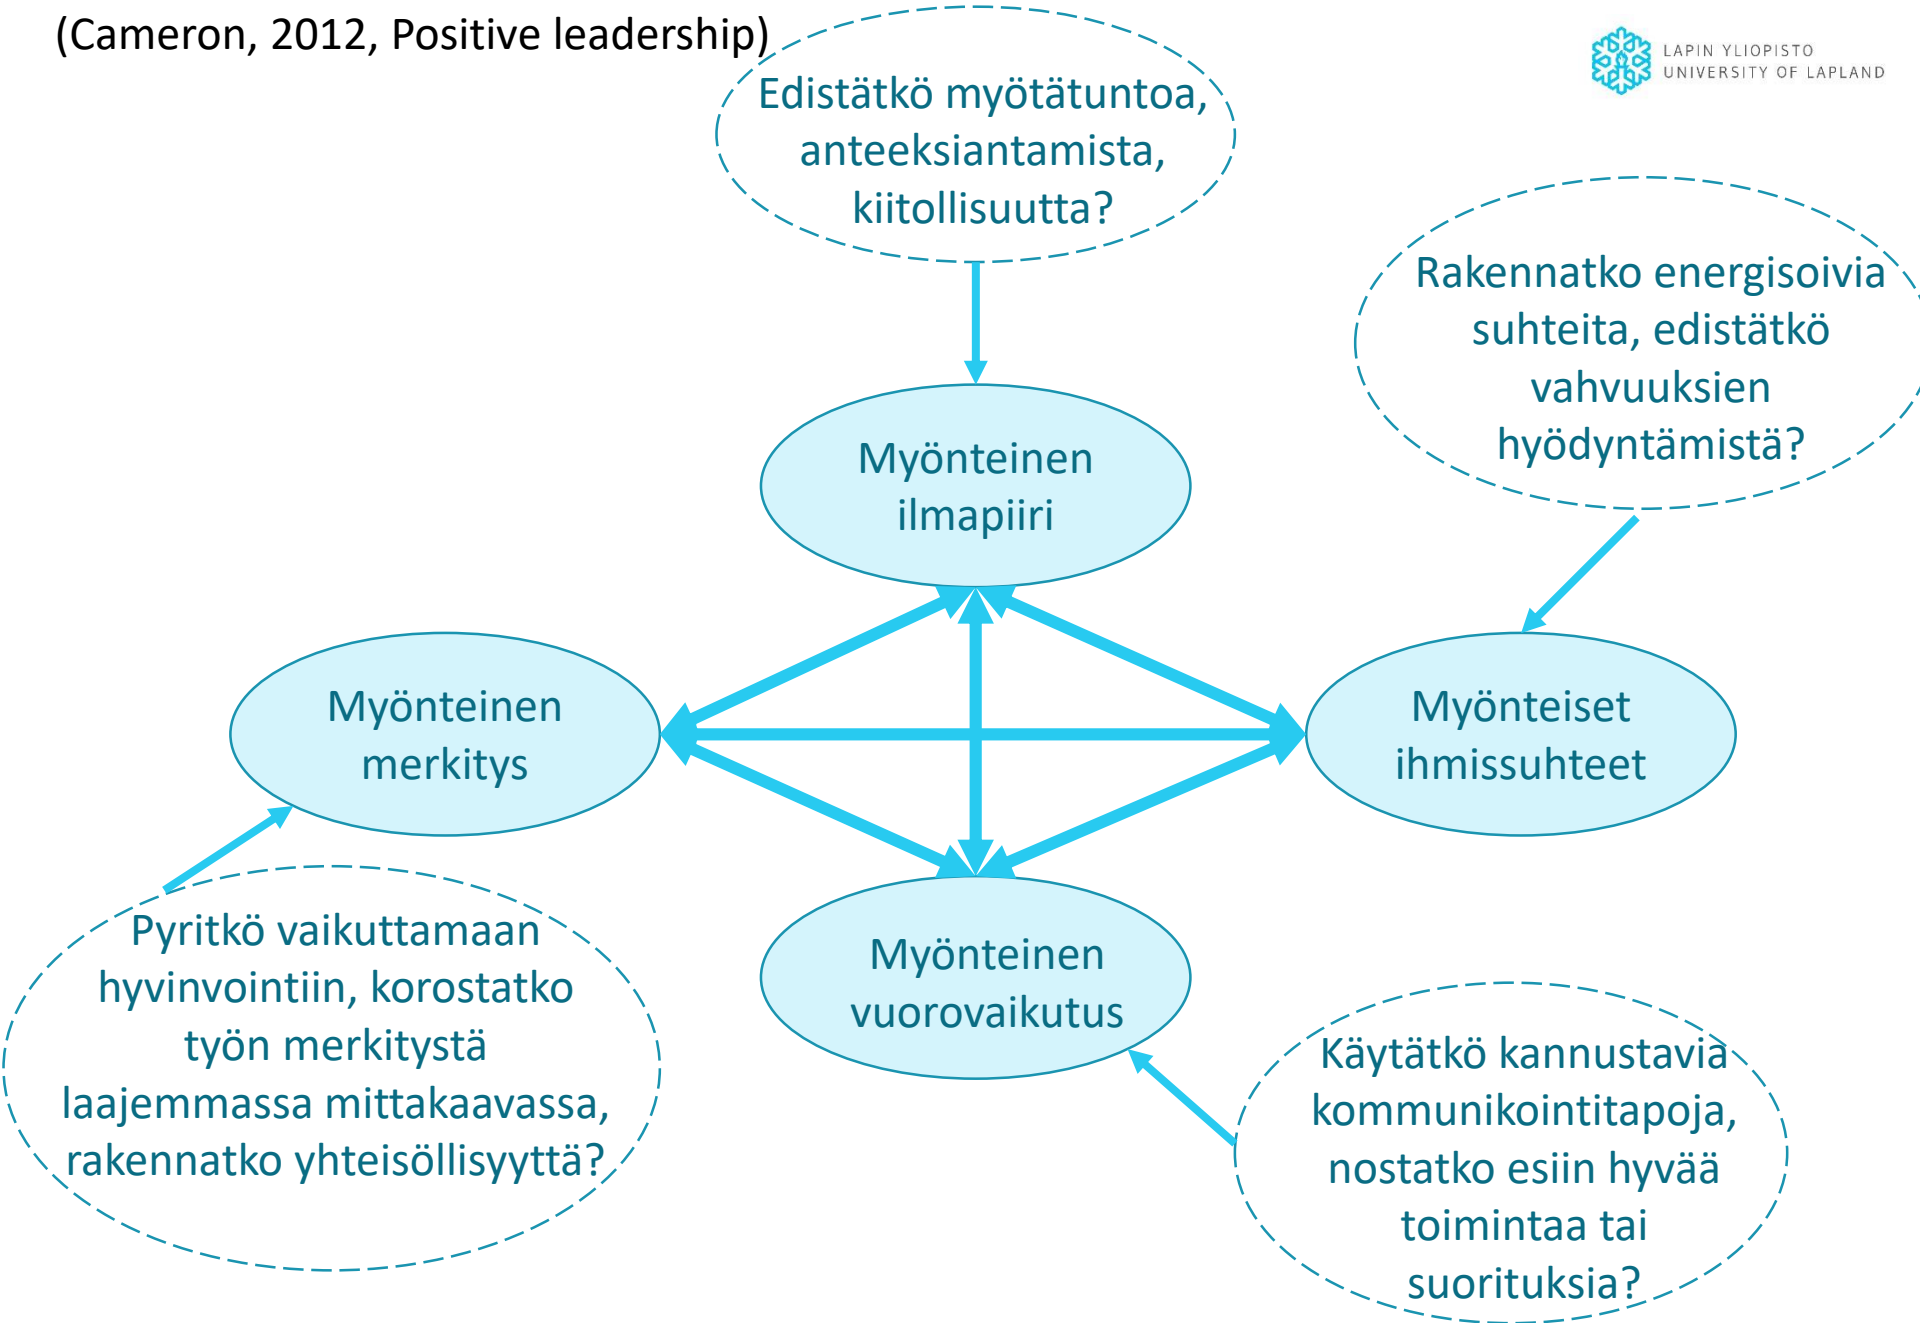 (Cameron, 2012, Positive leadership)
LAPIN YLIOPISTO
UNIVERSITY OF LAPLAND
Edistätkö myötätuntoa,
anteeksiantamista,
kiitollisuutta?
Rakennatko energisoivia
suhteita, edistätkö
vahvuuksien
hyödyntämistä?
Myönteinen
ilmapiiri
Myönteinen
merkitys
Myönteiset
ihmissuhteet
Myönteinen
vuorovaikutus
Pyritkö vaikuttamaan
hyvinvointiin, korostatko
työn merkitystä
laajemmassa mittakaavassa,
rakennatko yhteisöllisyyttä?
Käytätkö kannustavia
kommunikointitapoja,
nostatko esiin hyvää
toimintaa tai
suorituksia?